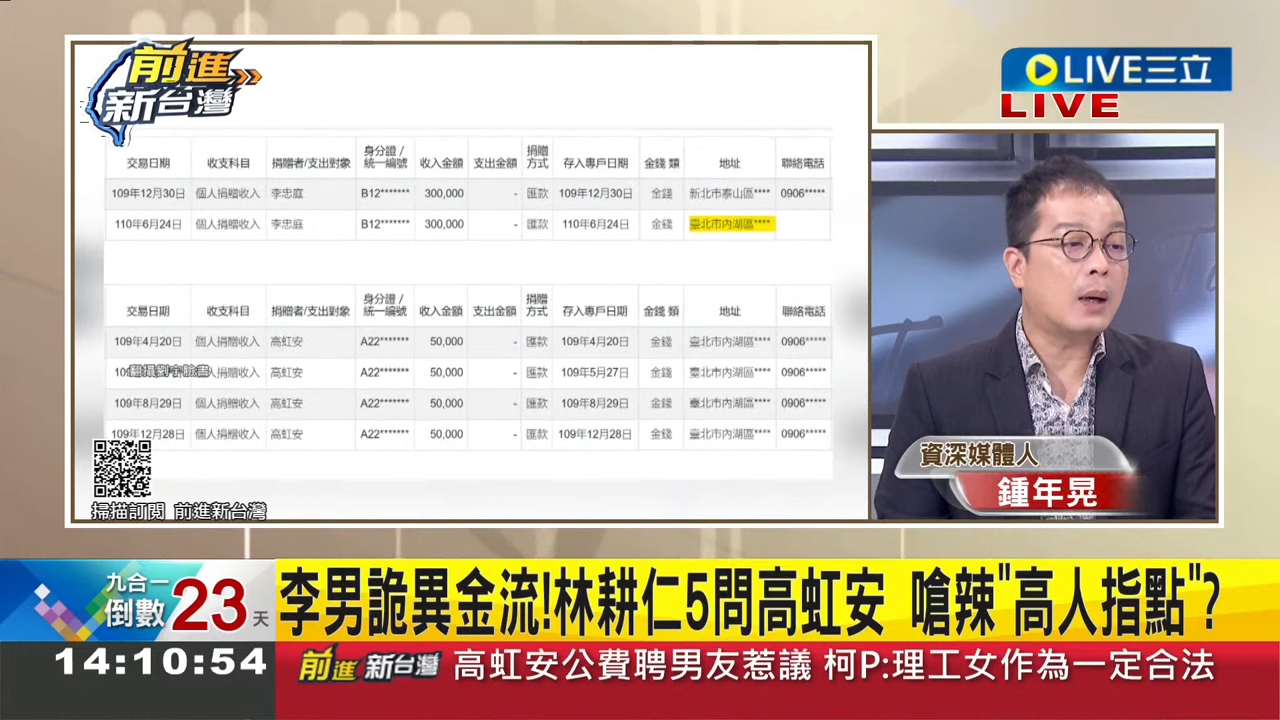 前進
新台灣
LIVE三立
LIVE
交易日期 收支科目 捐贈者/支出對象 身分證/統一編號 收入金額 支出金額 捐贈方式 存入專戶日期 金錢類 地址 聯絡電話
109年12月30日 個人捐贈收入 李忠庭 B12******* 300,000 - 匯款 109年12月30日 金錢 新北市泰山區**** 0906*****
110年6月24日 個人捐贈收入 李忠庭 B12******* 300,000 - 匯款 110年6月24日 金錢 臺北市內湖區****
交易日期 收支科目 捐贈者/支出對象 身分證/統一編號 收入金額 支出金額 捐贈方式 存入專戶日期 金錢類 地址 聯絡電話
109年4月20日 個人捐贈收入 高虹安 A22******* 50,000 - 匯款 109年4月20日 金錢 臺北市內湖區**** 0906*****
個人捐贈收入 高虹安 A22******* 50,000 - 匯款 109年5月27日 金錢 臺北市內湖區**** 0906*****
翻攝劉宇臉書
109年8月29日 個人捐贈收入 高虹安 A22******* 50,000 - 匯款 109年8月29日 金錢 臺北市內湖區**** 0906*****
109年12月28日 個人捐贈收入 高虹安 A22******* 50,000 - 匯款 109年12月28日 金錢 臺北市內湖區**** 0906*****
掃描訂閱 前進新台灣
資深媒體人
鍾年晃
九合一
倒數23天
李男詭異金流!林耕仁5問高虹安 嗆辣"高人指點"?
14:10:54
前進新台灣 高虹安公費聘男友惹議 柯P:理工女作為一定合法